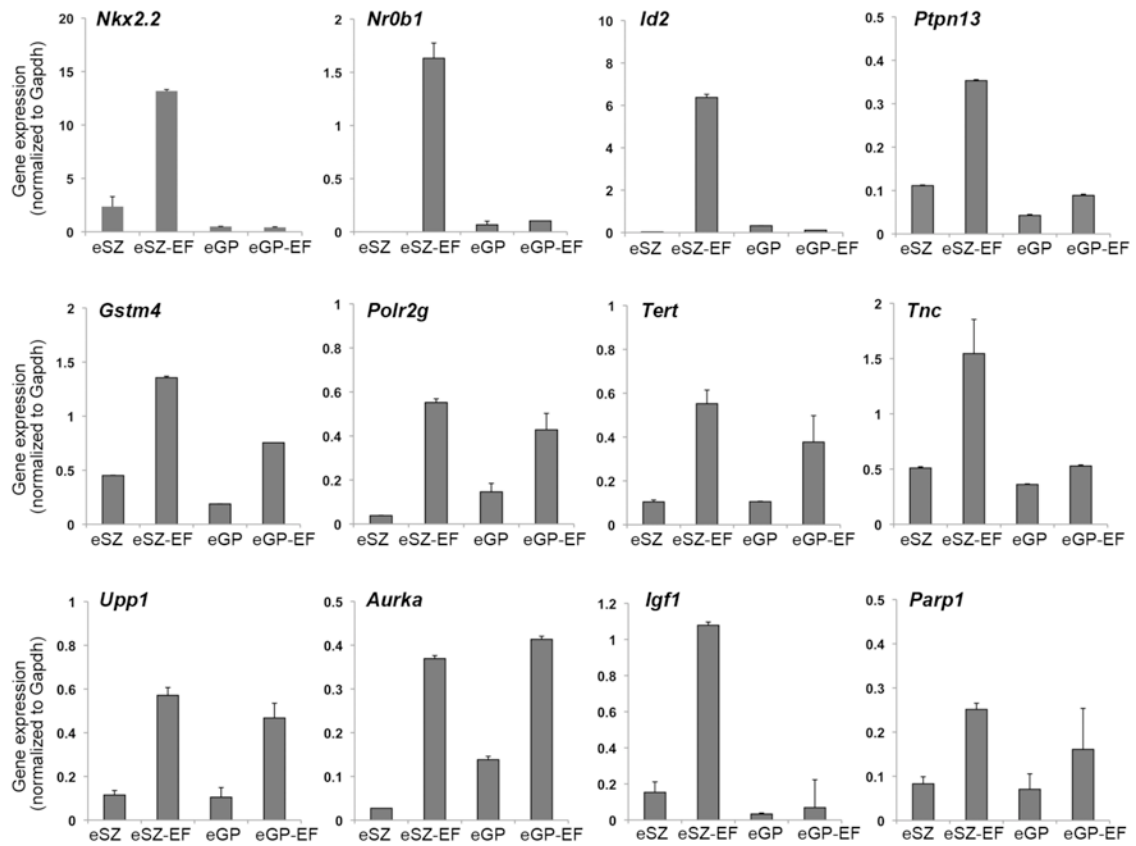 Gene expression
(normalized to Gapdh)
Nkx2.2
20
15
10
5
0
eSZ eSZ-EF eGP eGP-EF
Nr0b1
2
1.5
1
0.5
0
eSZ eSZ-EF eGP eGP-EF
Id2
8
6
4
2
0
eSZ eSZ-EF eGP eGP-EF
Ptpn13
0.5
0.4
0.3
0.2
0.1
0
eSZ eSZ-EF eGP eGP-EF
Gene expression
(normalized to Gapdh)
Gstm4
2
1.5
1
0.5
0
eSZ eSZ-EF eGP eGP-EF
Polr2g
1
0.8
0.6
0.4
0.2
0
eSZ eSZ-EF eGP eGP-EF
Tert
1
0.8
0.6
0.4
0.2
0
eSZ eSZ-EF eGP eGP-EF
Tnc
2
1.5
1
0.5
0
eSZ eSZ-EF eGP eGP-EF
Gene expression
(normalized to Gapdh)
Upp1
1
0.8
0.6
0.4
0.2
0
eSZ eSZ-EF eGP eGP-EF
Aurka
0.5
0.4
0.3
0.2
0.1
0
eSZ eSZ-EF eGP eGP-EF
Igf1
1.2
1
0.8
0.6
0.4
0.2
0
eSZ eSZ-EF eGP eGP-EF
Parp1
0.5
0.4
0.3
0.2
0.1
0
eSZ eSZ-EF eGP eGP-EF